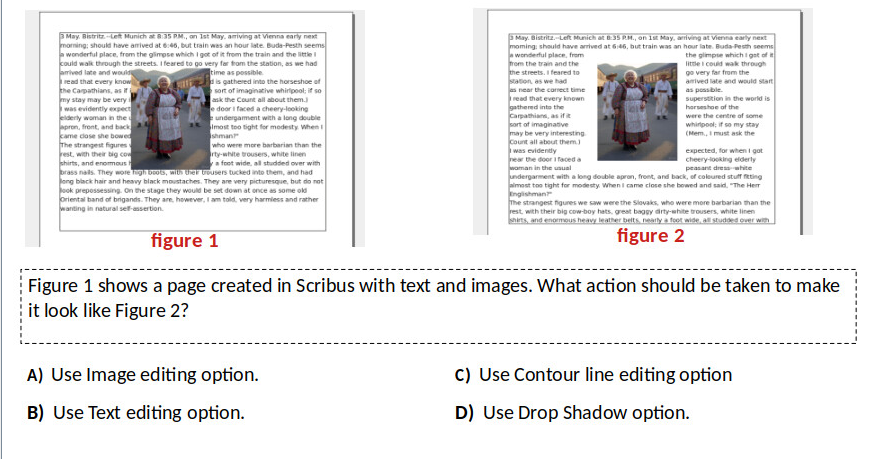 3 May. Bistritz.--Left Munich at 8:35 P.M., on 1st May, arriving at Vienna early next
morning; should have arrived at 6:46, but train was an hour late. Buda-Pesth seems
a wonderful place, from the glimpse which I got of it from the train and the little I
could walk through the streets. I feared to go very far from the station, as we had
arrived late and would time as possible.
I read that every know is gathered into the horseshoe of
the Carpathians, as if sort of imaginative whirlpool; if so
my stay may be very ask the Count all about them.)
I was evidently expect door I faced a cheery-looking
elderly woman in the undergarment with a long double
apron, front, and back almost too tight for modesty. When I
came close she bowed
The strangest figures who were more barbarian than the
rest, with their big cow dirty-white trousers, white linen
shirts, and enormous a foot wide, all studded over with
brass nails. They wore high boots, with their trousers tucked into them, and had
long black hair and heavy black moustaches. They are very picturesque, but do not
look prepossessing. On the stage they would be set down at once as some old
Oriental band of brigands. They are, however, I am told, very harmless and rather
wanting in natural self-assertion.
figure 1
3 May. Bistritz.--Left Munich at 8:35 P.M., on 1st May, arriving at Vienna early next
morning; should have arrived at 6:46, but train was an hour late. Buda-Pesth seems
a wonderful place, from the glimpse which I got of it
from the train and the little I could walk through
the streets. I feared to go very far from the
station, as we had arrived late and would start
as near the correct time as possible.
I read that every known superstition in the world is
gathered into the horseshoe of the
Carpathians, as if it were the centre of some
sort of imaginative whirlpool; if so my stay
may be very interesting. (Mem., I must ask the
Count all about them.)
I was evidently expected, for when I got
near the door I faced a cheery-looking elderly
woman in the usual peasant dress--white
undergarment with a long double apron, front, and back, of coloured stuff fitting
almost too tight for modesty. When I came close she bowed and said, "The Herr
Englishman?"
The strangest figures we saw were the Slovaks, who were more barbarian than the
rest, with their big cow-boy hats, great baggy dirty-white trousers, white linen
shirts, and enormous heavy leather belts, nearly a foot wide, all studded over with
figure 2
Figure 1 shows a page created in Scribus with text and images. What action should be taken to make
it look like Figure 2?
A) Use Image editing option.
C) Use Contour line editing option
B) Use Text editing option.
D) Use Drop Shadow option.